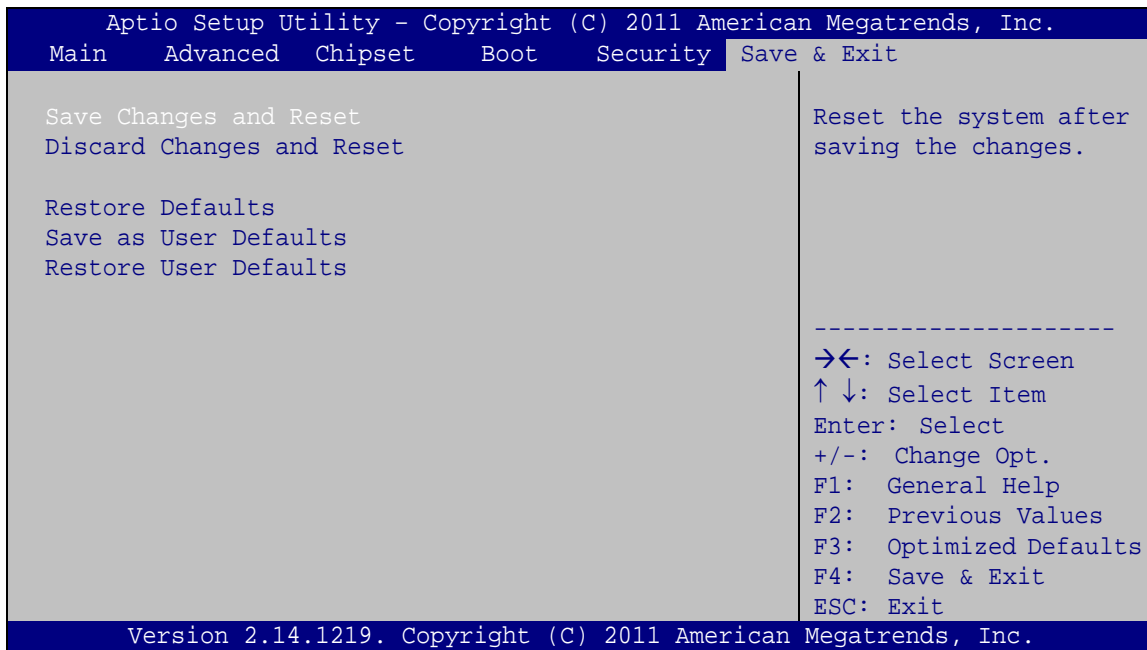 Aptio Setup Utility – Copyright (C) 2011 American Megatrends, Inc.
Main Advanced Chipset Boot Security Save & Exit
Save Changes and Reset
Discard Changes and Reset
Restore Defaults
Save as User Defaults
Restore User Defaults
Reset the system after
saving the changes.
---------------------
→←: Select Screen
↑ ↓: Select Item
Enter: Select
+/-: Change Opt.
F1: General Help
F2: Previous Values
F3: Optimized Defaults
F4: Save & Exit
ESC: Exit
Version 2.14.1219. Copyright (C) 2011 American Megatrends, Inc.